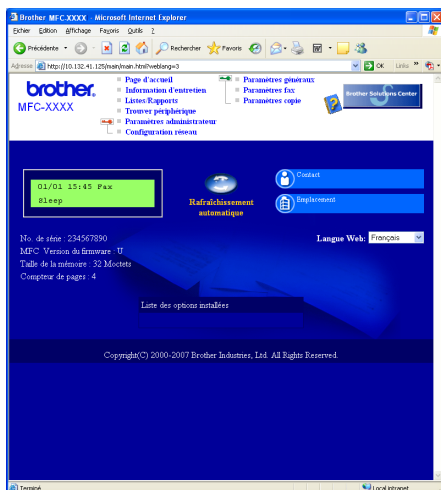 Brother MFC-XXXX - Microsoft Internet Explorer
Fichier Edition Affichage Favoris Outils ?
Précédente Rechercher Favoris
Adresse http://10.132.41.125/main/main.html?weblang=3 OK Links »
brother.
MFC-XXXX
Page d'accueil
Information d'entretien
Listes/Rapports
Trouver périphérique
Paramètres administrateur
Configuration réseau
Paramètres généraux
Paramètres fax
Paramètres copie
Brother Solutions Center
01/01 15:45 Fax
Sleep
Rafraîchissement
automatique
Contact
Emplacement
No. de série : 234567890
Langue Web: Français
MFC Version du firmware : U
Taille de la mémoire : 32 Moctets
Compteur de pages : 4
Liste des options installées
Copyright(C) 2000-2007 Brother Industries, Ltd. All Rights Reserved.
Terminé Local intranet